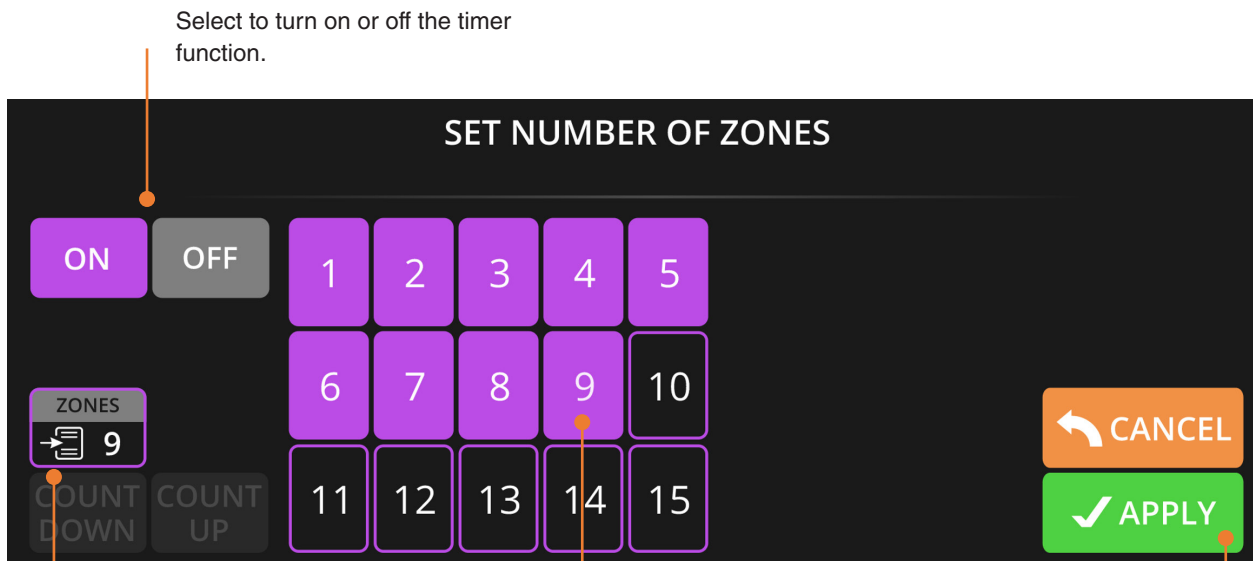 Select to turn on or off the timer
function.
SET NUMBER OF ZONES
ON OFF
1 2 3 4 5
6 7 8 9 10
ZONES
9
CANCEL
COUNT DOWN
COUNT UP
11 12 13 14 15
APPLY